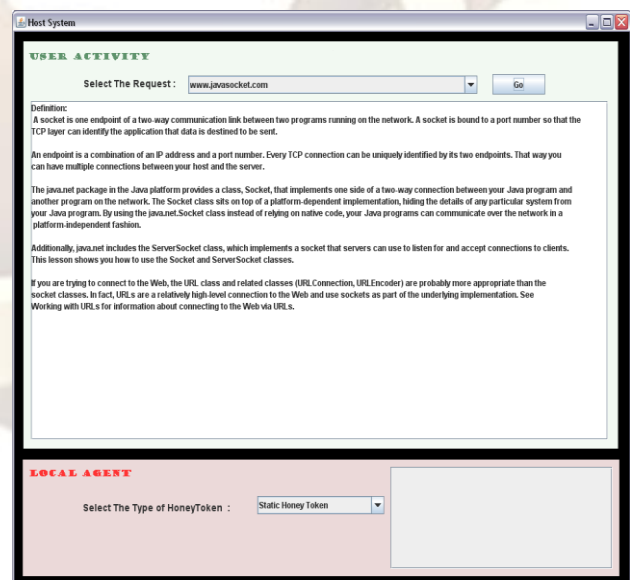 Host System
USER ACTIVITY
Select The Request : www.javasocket.com Go
Definition:
A socket is one endpoint of a two-way communication link between two programs running on the network. A socket is bound to a port number so that the
TCP layer can identify the application that data is destined to be sent.
An endpoint is a combination of an IP address and a port number. Every TCP connection can be uniquely identified by its two endpoints. That way you
can have multiple connections between your host and the server.
The java.net package in the Java platform provides a class, Socket, that implements one side of a two-way connection between your Java program and
another program on the network. The Socket class sits on top of a platform-dependent implementation, hiding the details of any particular system from
your Java program. By using the java.net.Socket class instead of relying on native code, your Java programs can communicate over the network in a
platform-independent fashion.
Additionally, java.net includes the ServerSocket class, which implements a socket that servers can use to listen for and accept connections to clients.
This lesson shows you how to use the Socket and ServerSocket classes.
If you are trying to connect to the Web, the URL class and related classes (URLConnection, URLEncoder) are probably more appropriate than the
socket classes. In fact, URLs are a relatively high-level connection to the Web and use sockets as part of the underlying implementation. See
Working with URLs for information about connecting to the Web via URLs.
LOCAL AGENT
Select The Type of HoneyToken : Static Honey Token